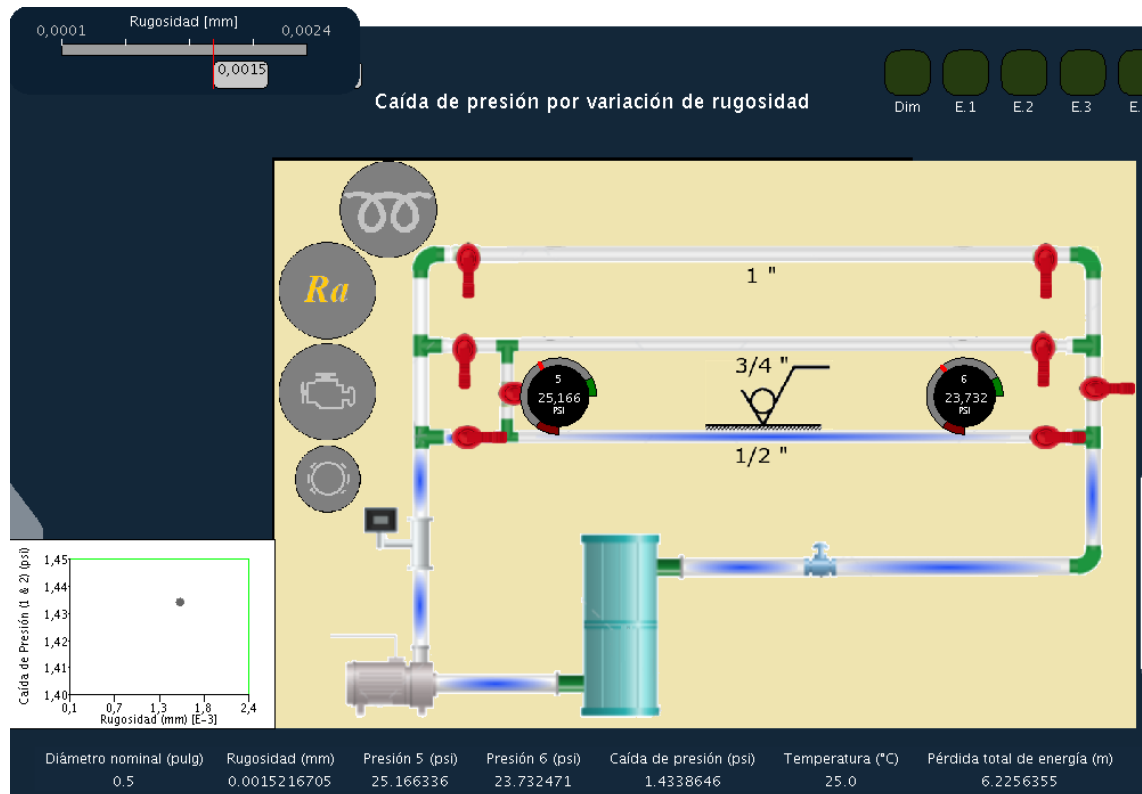 Rugosidad [mm]
0,0001
0,0024
0,0015
Caída de presión por variación de rugosidad
Dim
E.1
E.2
E.3
E.
Ra
1 "
3/4 "
1/2 "
5
25,166
PSI
6
23,732
PSI
Caída de Presión (1 & 2) (psi)
1,45
1,44
1,43
1,42
1,41
1,40
0,1 0,7 1,3 1,8 2,4
Rugosidad (mm) [E-3]
Diámetro nominal (pulg) Rugosidad (mm) Presión 5 (psi) Presión 6 (psi) Caída de presión (psi) Temperatura (°C) Pérdida total de energía (m)
0.5 0.0015216705 25.166336 23.732471 1.4338646 25.0 6.2256355